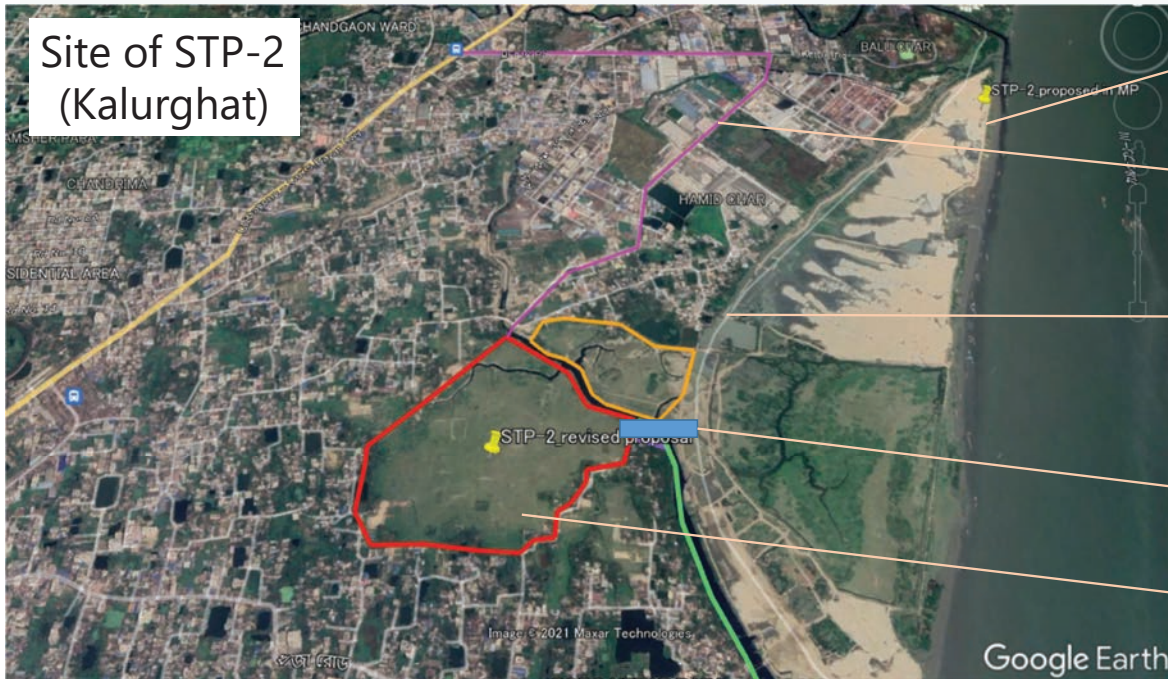 Site of STP-2
(Kalurghat)
CHANDGAON WARD
BALUCHAR
STP-2 proposed in MP
CHANDRIMA
HAMID CHAR
SIDENTIAL AREA
STP-2 revised proposal
Image © 2021 Maxar Technologies
Google Earth